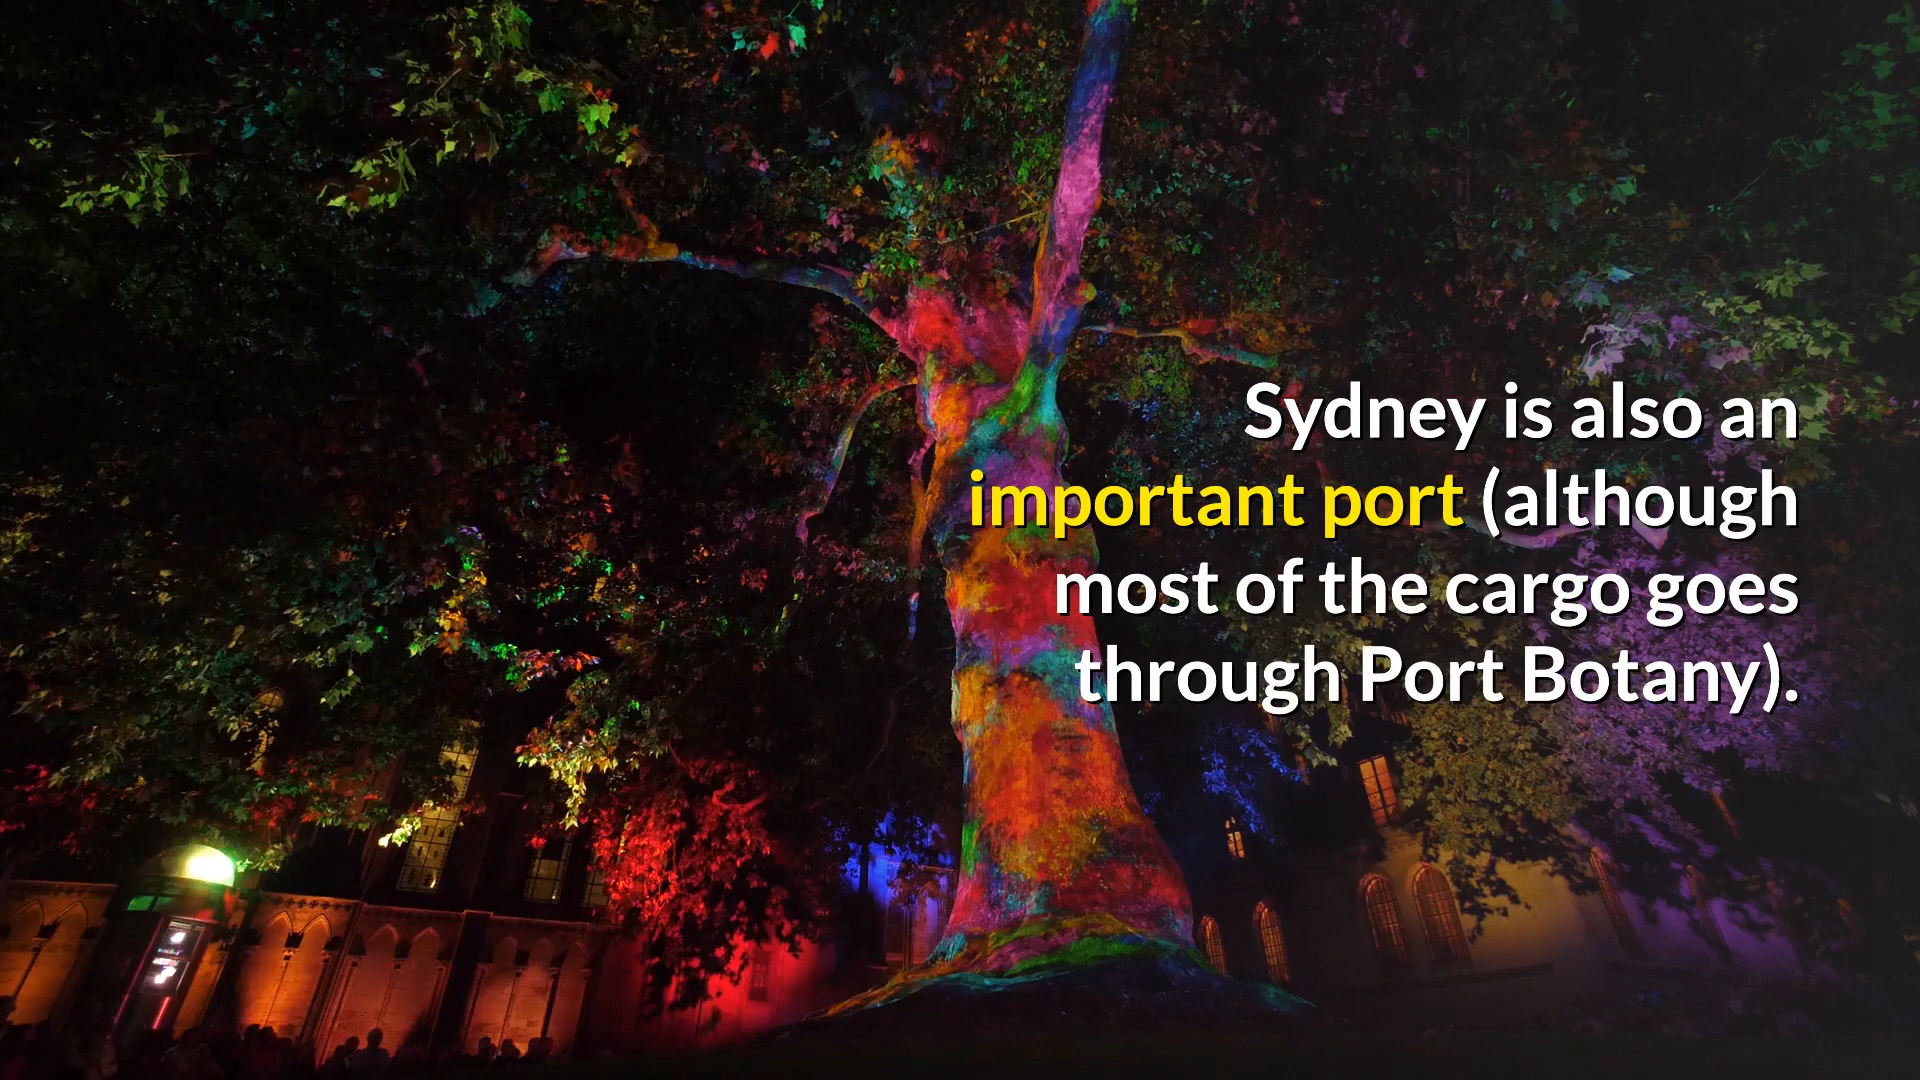 Sydney is also an
important port (although
most of the cargo goes
through Port Botany).